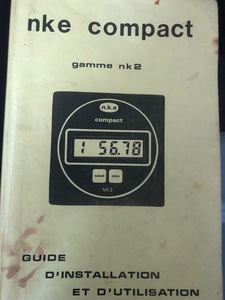 nke compact
gamme nk2
n.k.e
compact
1 56.78
NX2
GUIDE
D'INSTALLATION
ET D'UTILISATION